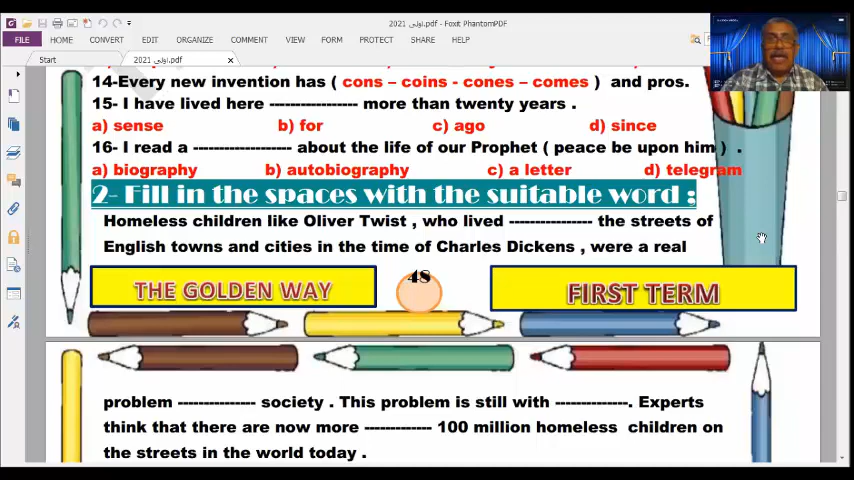 2021 اولى.pdf - Foxit PhantomPDF
FILE HOME CONVERT EDIT ORGANIZE COMMENT VIEW FORM PROTECT SHARE HELP
Start 2021 اولى.pdf
14-Every new invention has ( cons – coins - cones – comes ) and pros.
15- I have lived here ---------------- more than twenty years .
a) sense b) for c) ago d) since
16- I read a ------------------ about the life of our Prophet ( peace be upon him ) .
a) biography b) autobiography c) a letter d) telegram
2- Fill in the spaces with the suitable word ;
Homeless children like Oliver Twist , who lived --------------- the streets of
English towns and cities in the time of Charles Dickens , were a real
THE GOLDEN WAY 48 FIRST TERM
problem -------------- society . This problem is still with -------------. Experts
think that there are now more ------------ 100 million homeless children on
the streets in the world today .